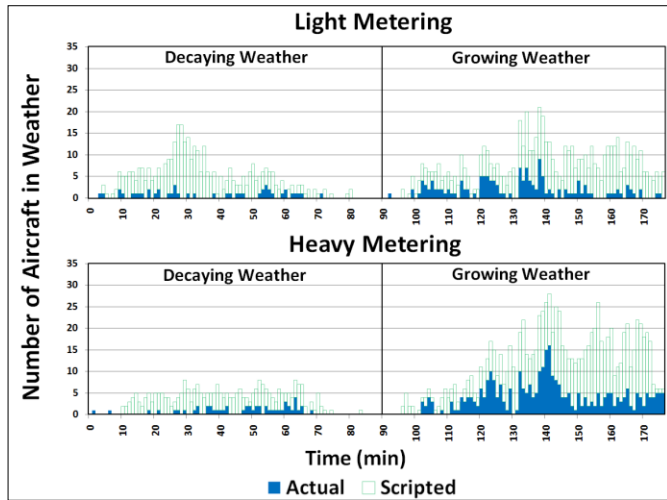 Light Metering
Number of Aircraft in Weather
Decaying Weather
Growing Weather
35
30
25
20
15
10
5
0
0 10 20 30 40 50 60 70 80 90 100 110 120 130 140 150 160 170
Heavy Metering
Decaying Weather
Growing Weather
35
30
25
20
15
10
5
0
0 10 20 30 40 50 60 70 80 90 100 110 120 130 140 150 160 170
Time (min)
Actual Scripted